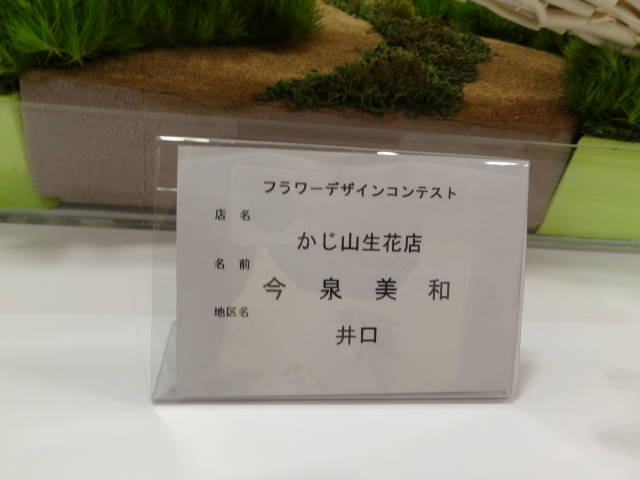 フラワーデザインコンテスト
店 名
かじ山生花店
名 前
今 泉 美 和
地区名
井口